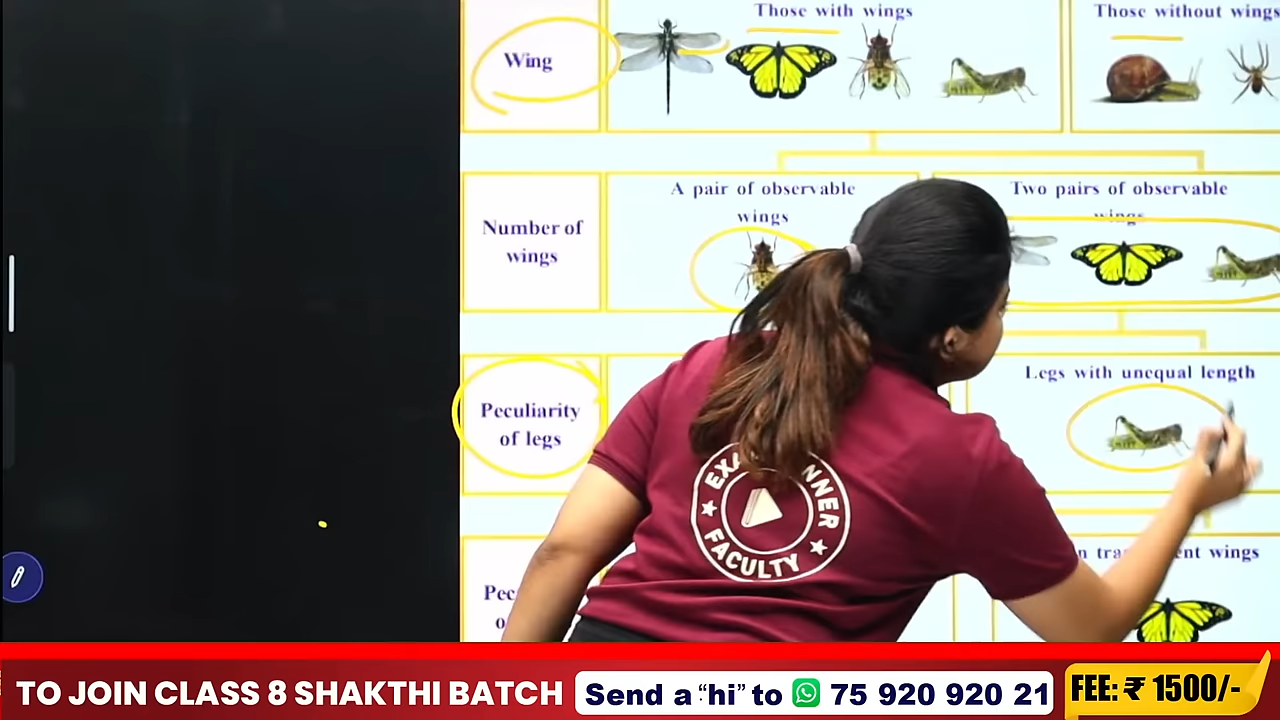 Those with wings
Those without wings
Wing
A pair of observable
wings
Two pairs of observable
wings
Number of
wings
Legs with unequal length
Peculiarity
of legs
wings
FACULTY
TO JOIN CLASS 8 SHAKTHI BATCH
Send a “hi” to 75 920 920 21
FEE: ₹ 1500/-